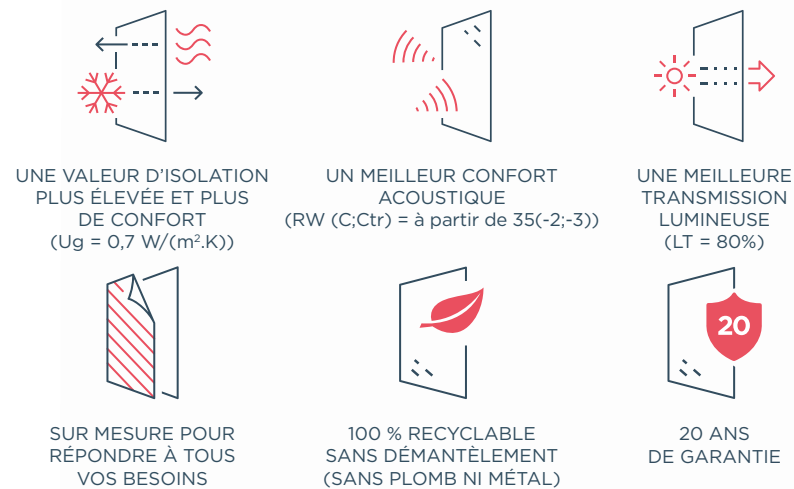 UNE VALEUR D'ISOLATION
PLUS ÉLEVÉE ET PLUS
DE CONFORT
(Ug = 0,7 W/(m².K))
UN MEILLEUR CONFORT
ACOUSTIQUE
(RW (C;Ctr) = à partir de 35(-2;-3))
UNE MEILLEURE
TRANSMISSION
LUMINEUSE
(LT = 80%)
SUR MESURE POUR
RÉPONDRE À TOUS
VOS BESOINS
100 % RECYCLABLE
SANS DÉMANTÈLEMENT
(SANS PLOMB NI MÉTAL)
20
20 ANS
DE GARANTIE